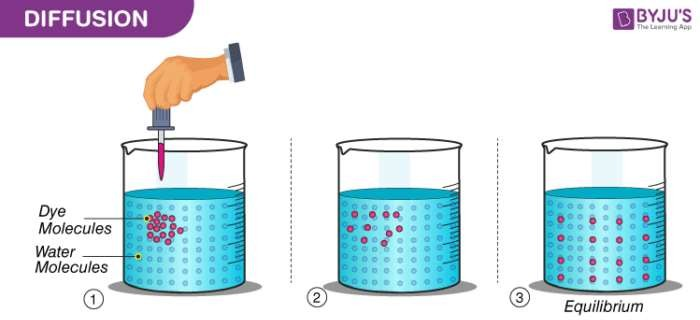 DIFFUSION
BYJU'S
The Learning App
Dye
Molecules
Water
Molecules
1
2
3
Equilibrium